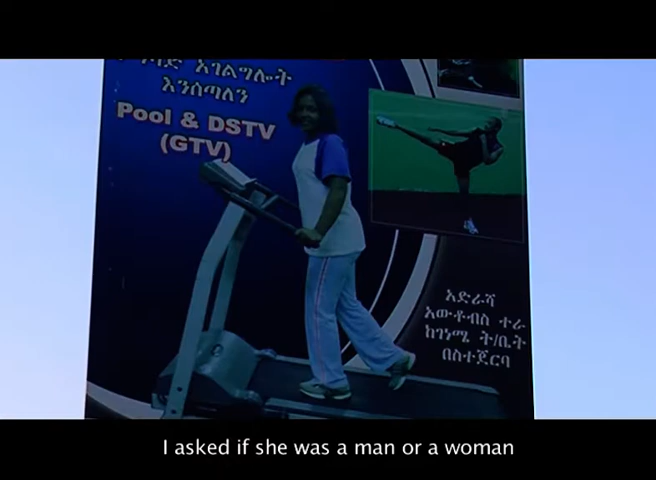 አገልግሎት
እንሰጣለን
Pool & DSTV
(GTV)
አድራሻ
አውቶብስ ተራ
ከገነሜ ት/ቤት
በስተጀርባ
I asked if she was a man or a woman